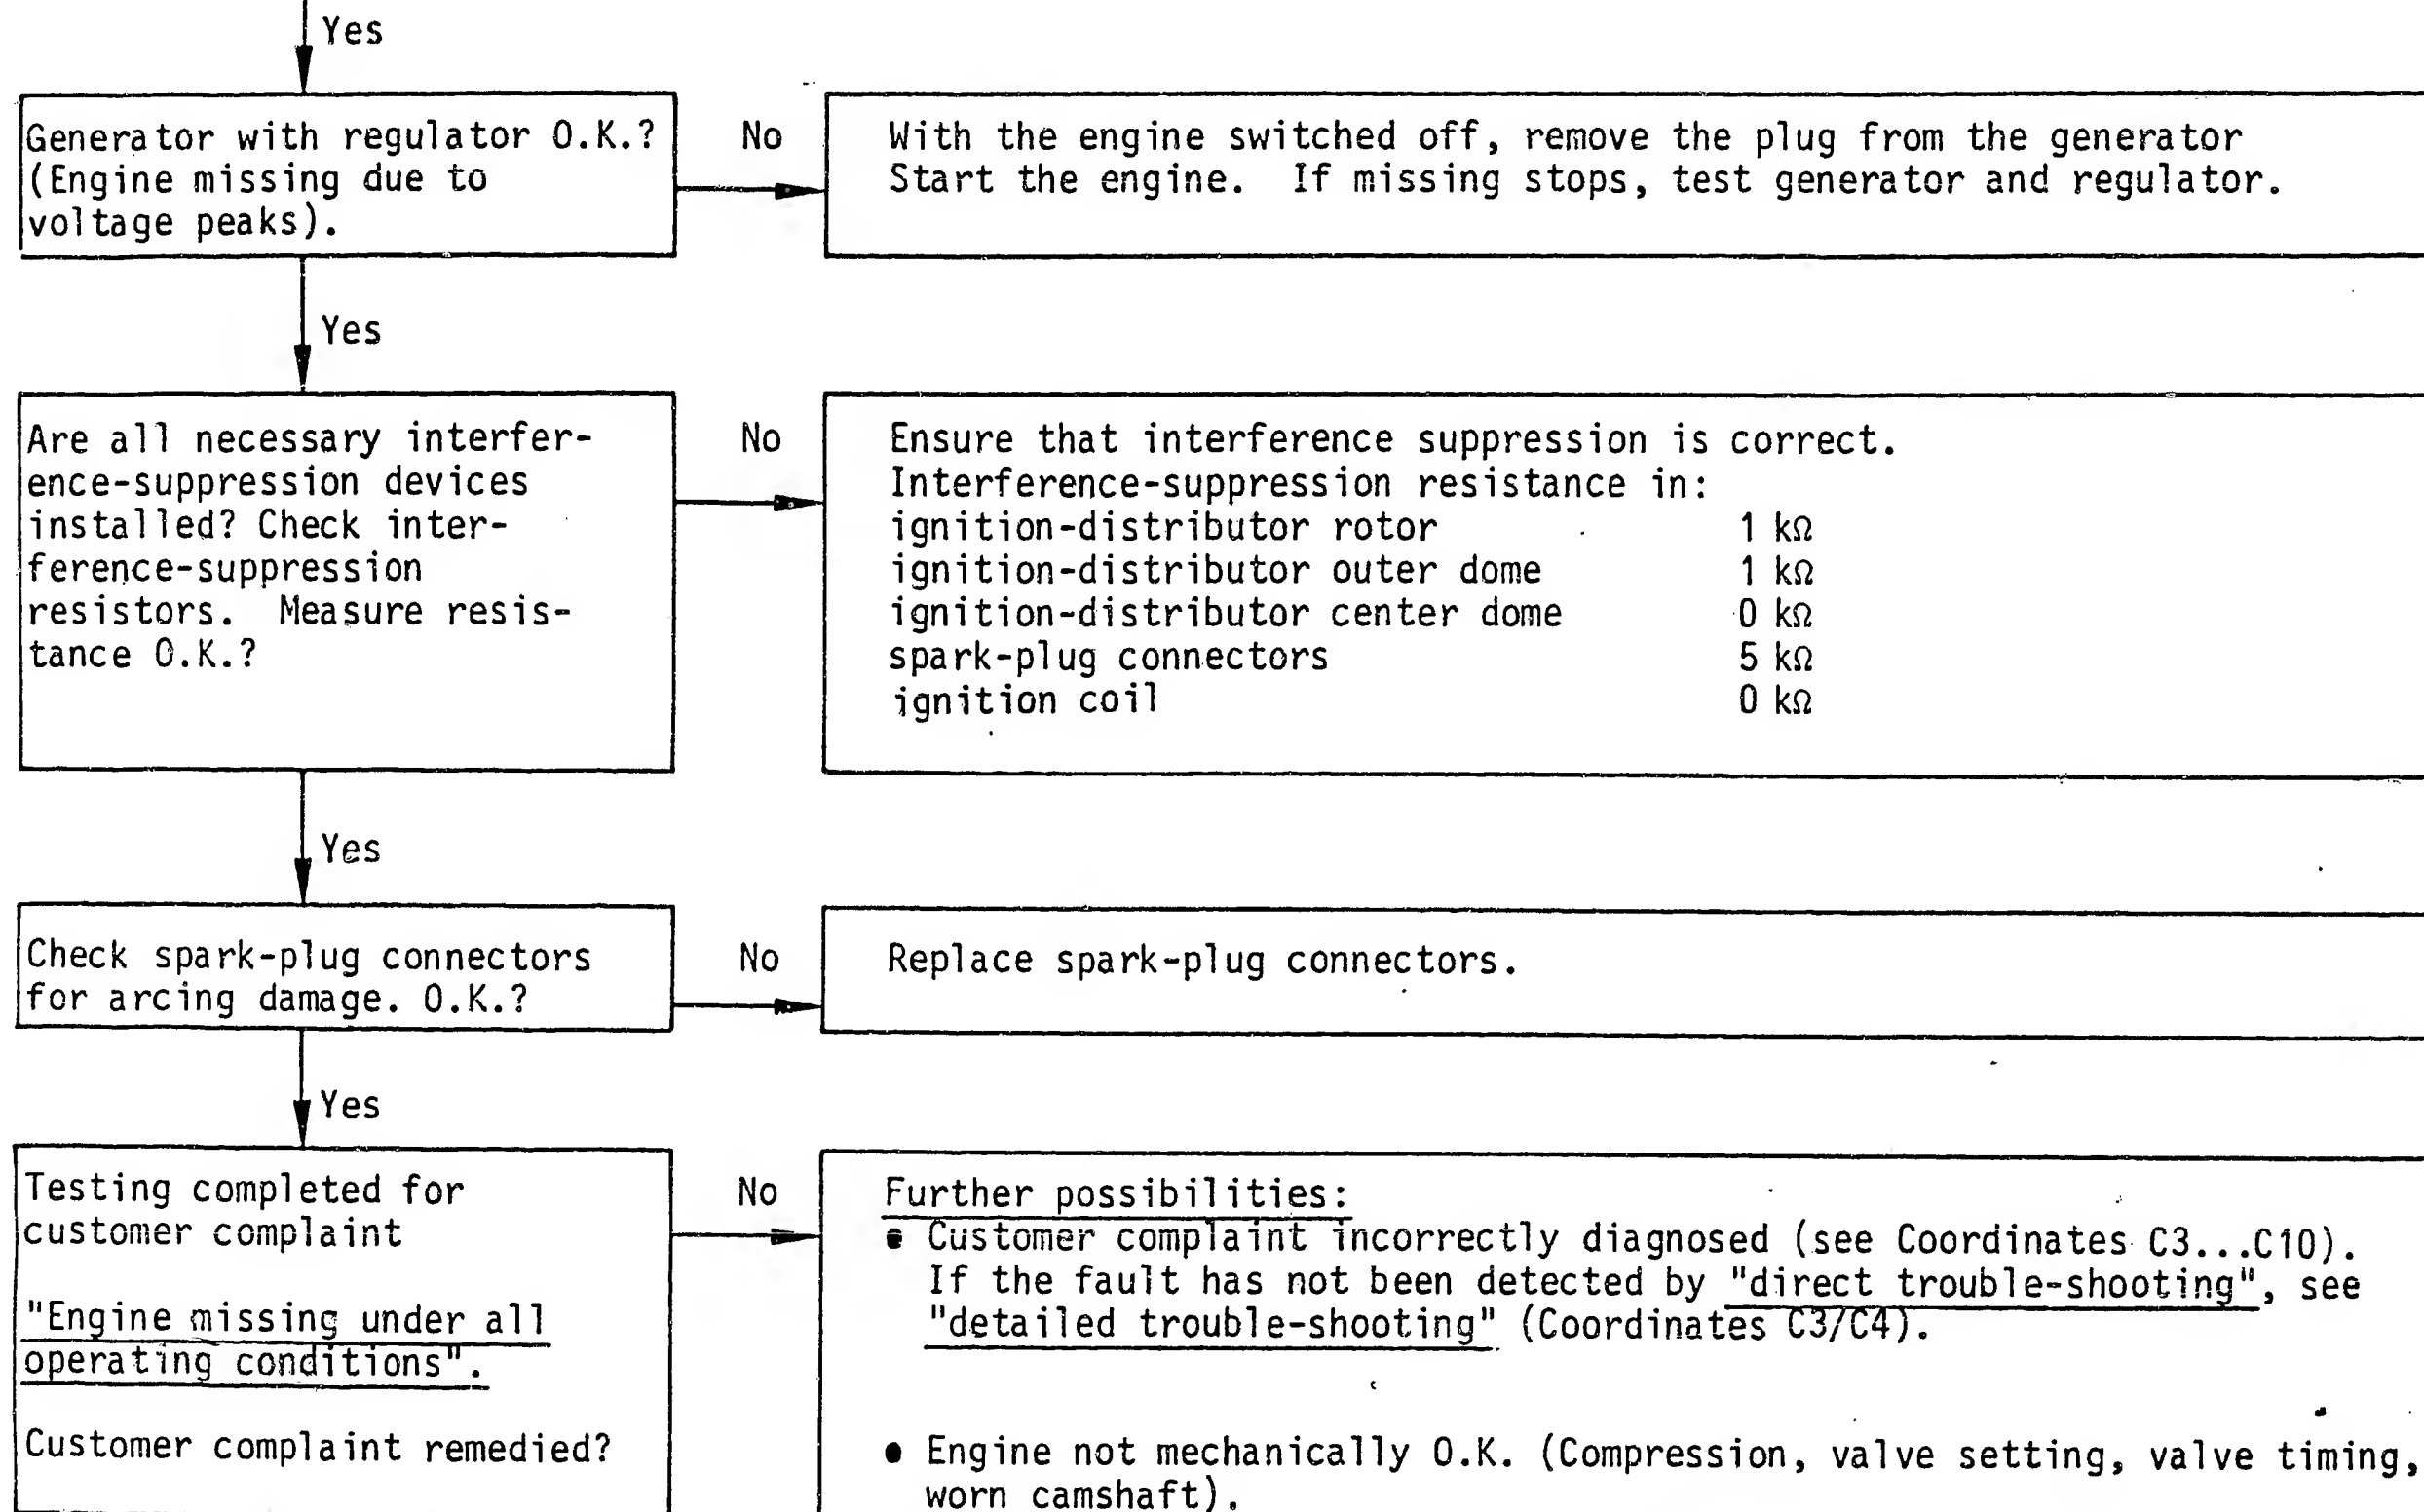 Yes
Generator with regulator O.K.?
(Engine missing due to
voltage peaks).
No
With the engine switched off, remove the plug from the generator
Start the engine. If missing stops, test generator and regulator.
Yes
Are all necessary interfer-
ence-suppression devices
installed? Check inter-
ference-suppression
resistors. Measure resis-
tance O.K.?
No
Ensure that interference suppression is correct.
Interference-suppression resistance in:
ignition-distributor rotor 1 kΩ
ignition-distributor outer dome 1 kΩ
ignition-distributor center dome 0 kΩ
spark-plug connectors 5 kΩ
ignition coil 0 kΩ
Yes
Check spark-plug connectors
for arcing damage. O.K.?
No
Replace spark-plug connectors.
Yes
Testing completed for
customer complaint
"Engine missing under all
operating conditions".
Customer complaint remedied?
No
Further possibilities:
● Customer complaint incorrectly diagnosed (see Coordinates C3...C10).
If the fault has not been detected by "direct trouble-shooting", see
"detailed trouble-shooting" (Coordinates C3/C4).
● Engine not mechanically O.K. (Compression, valve setting, valve timing,
worn camshaft).